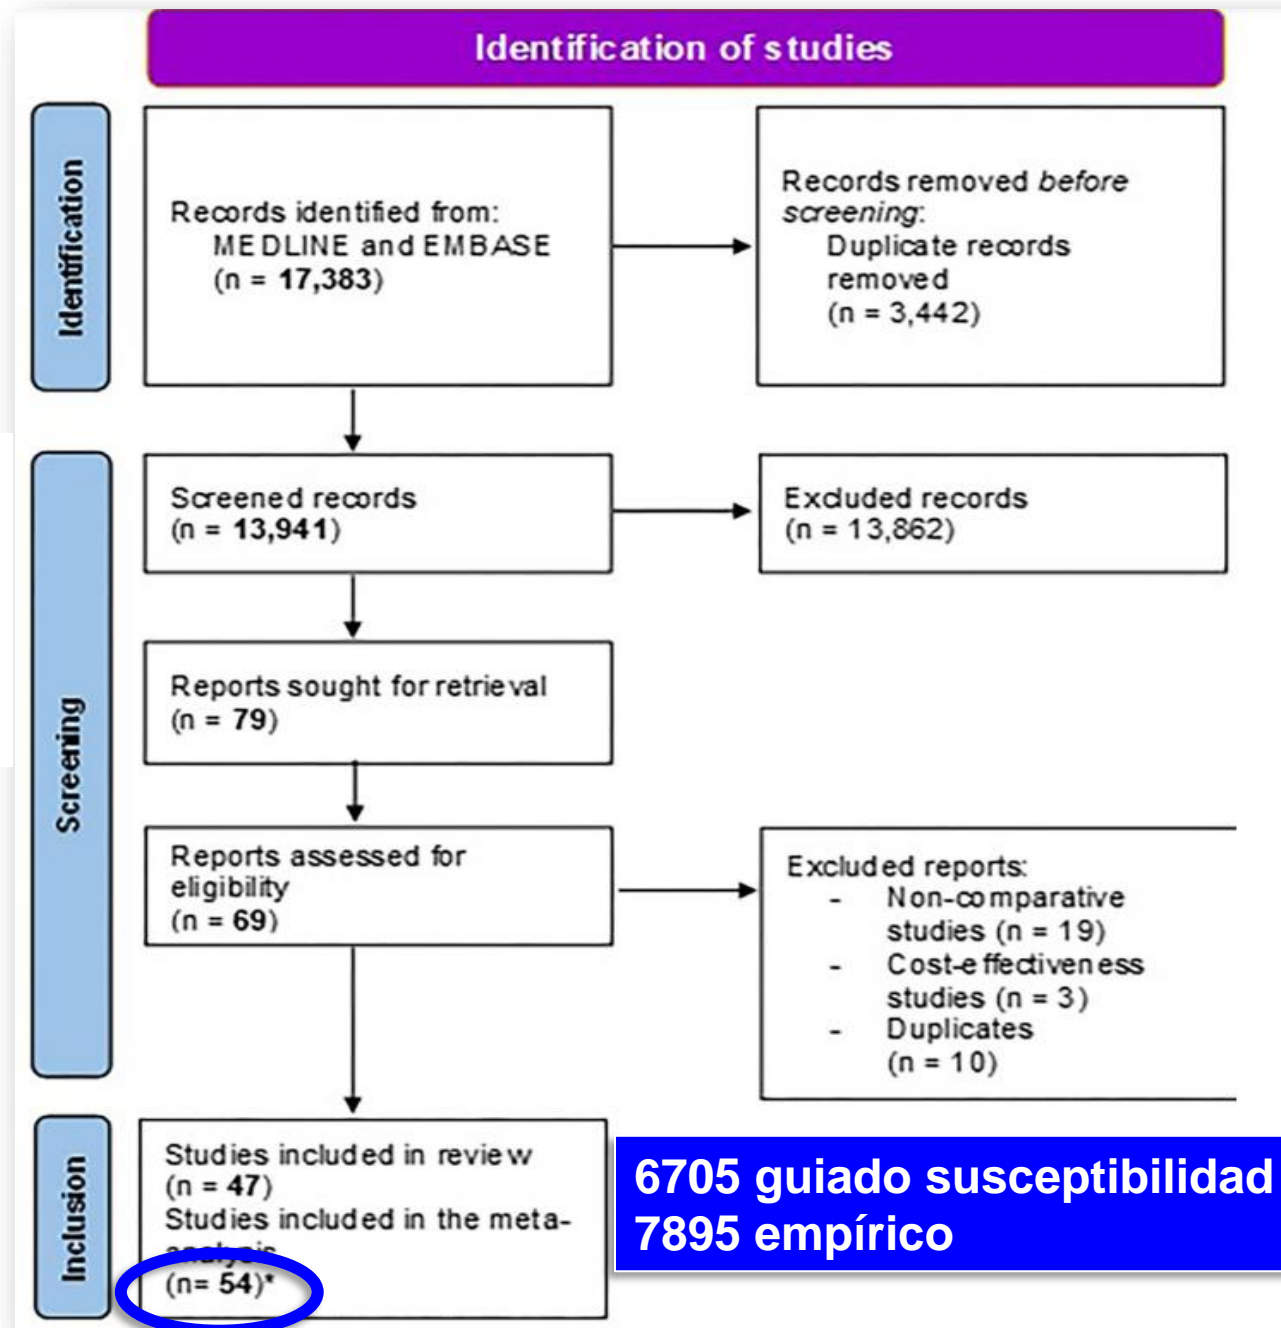 Identification of studies
Identification
Records identified from:
MEDLINE and EMBASE
(n = 17,383)
Records removed before
screening:
Duplicate records
removed
(n = 3,442)
Screening
Screened records
(n = 13,941)
Excluded records
(n = 13,862)
Reports sought for retrieval
(n = 79)
Reports assessed for
eligibility
(n = 69)
Excluded reports:
- Non-comparative
studies (n = 19)
- Cost-effectiveness
studies (n = 3)
- Duplicates
(n = 10)
Inclusion
Studies included in review
(n = 47)
Studies included in the meta-
analysis
(n= 54)*
6705 guiado susceptibilidad
7895 empírico